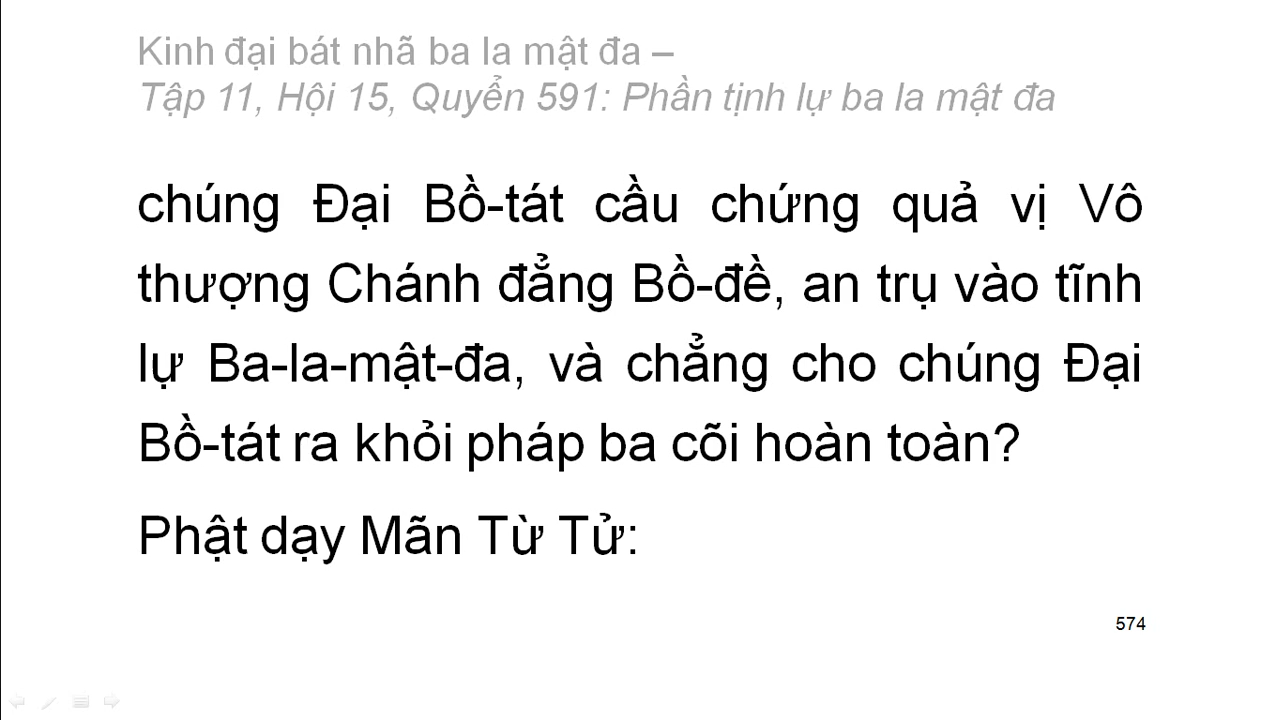 Kinh đại bát nhã ba la mật đa –
Tập 11, Hội 15, Quyển 591: Phần tịnh lự ba la mật đa
chúng Đại Bồ-tát cầu chứng quả vị Vô
thượng Chánh đẳng Bồ-đề, an trụ vào tĩnh
lự Ba-la-mật-đa, và chẳng cho chúng Đại
Bồ-tát ra khỏi pháp ba cõi hoàn toàn?
Phật dạy Mãn Từ Tử:
574